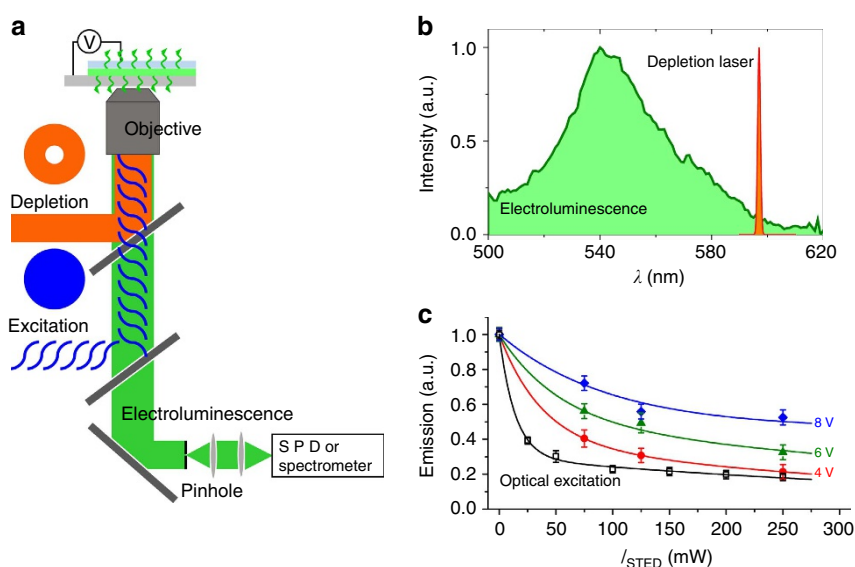 a
V
Objective
Depletion
Excitation
Electroluminescence
S P D or
spectrometer
Pinhole
b
1.0
0.5
0.0
Intensity (a.u.)
Depletion laser
Electroluminescence
500 540 580 620
λ (nm)
c
1.0
0.8
0.6
0.4
0.2
0.0
Emission (a.u.)
8 V
6 V
4 V
Optical excitation
0 50 100 150 200 250 300
I_STED (mW)